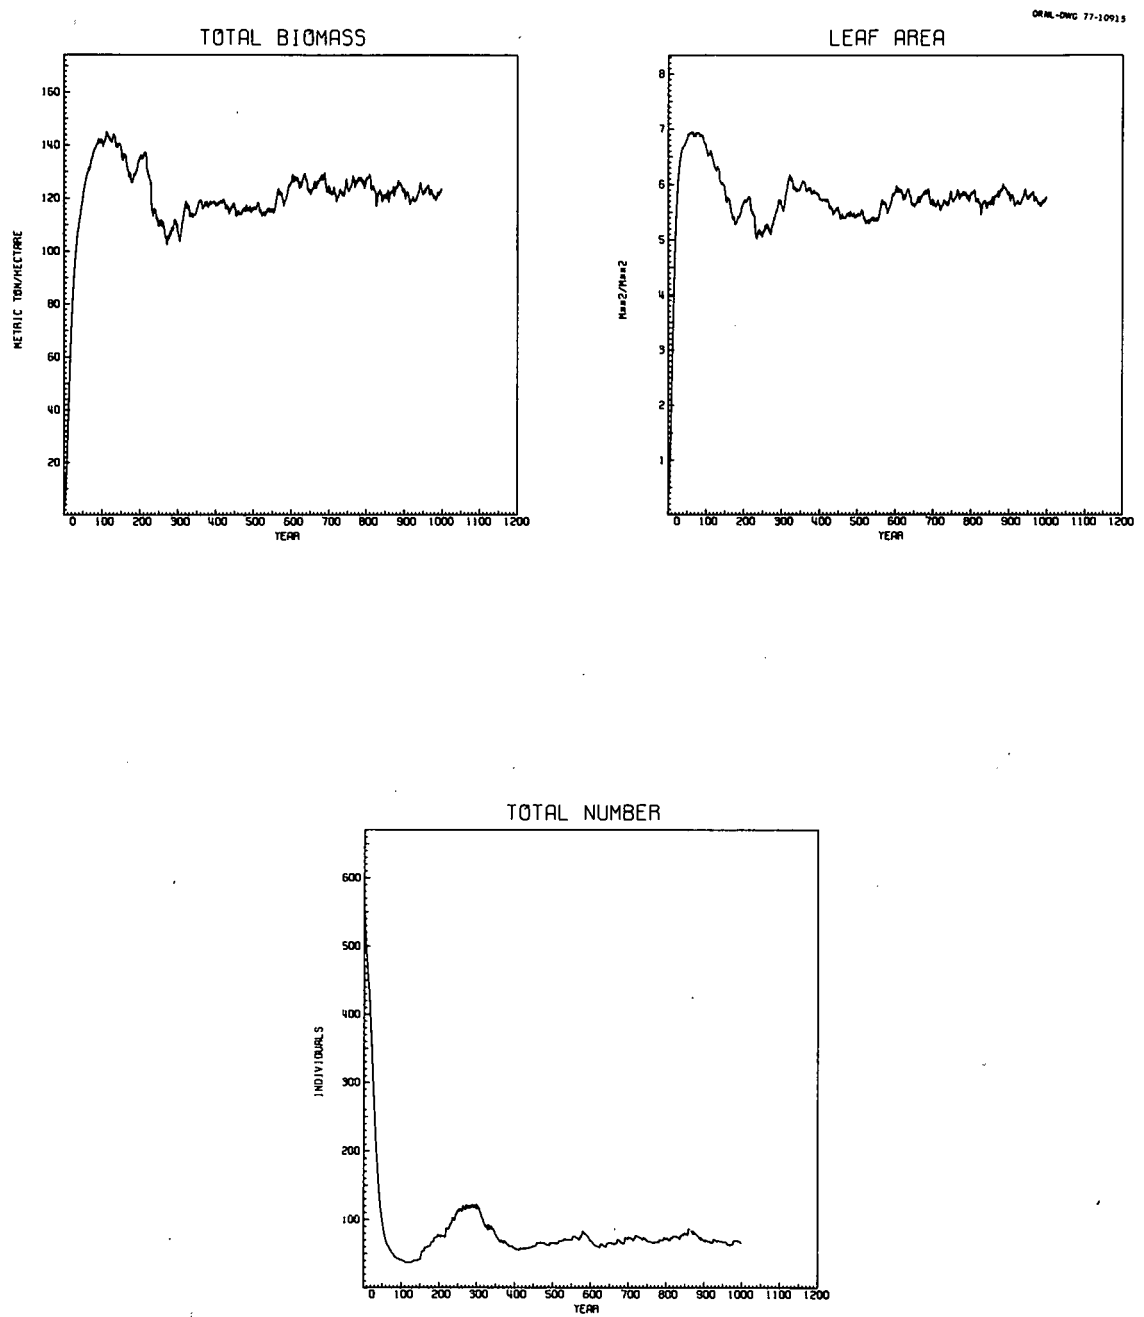 ORNL-DWG 77-10915
TOTAL BIOMASS
160
140
120
100
80
60
40
20
METRIC TON/HECTARE
0 100 200 300 400 500 600 700 800 900 1000 1100 1200
YEAR
LEAF AREA
8
7
6
5
4
3
2
1
M**2/M**2
0 100 200 300 400 500 600 700 800 900 1000 1100 1200
YEAR
TOTAL NUMBER
600
500
400
300
200
100
INDIVIDUALS
0 100 200 300 400 500 600 700 800 900 1000 1100 1200
YEAR